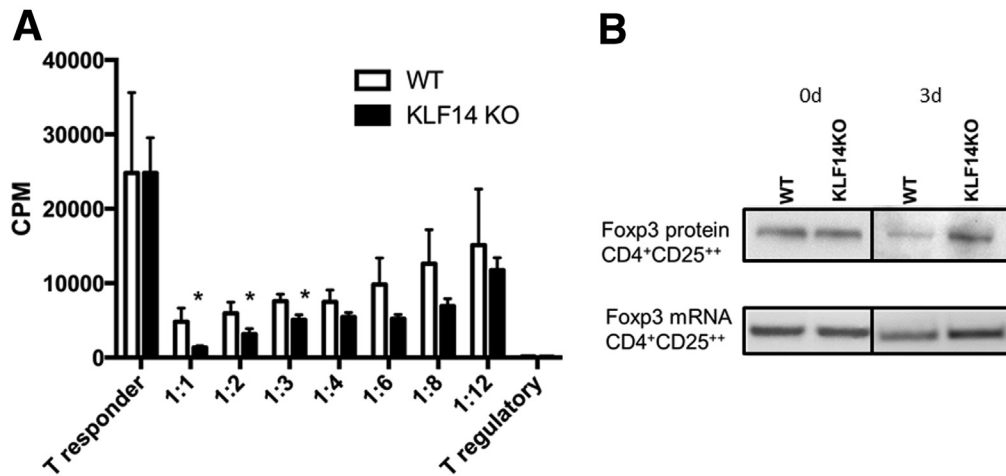 A
40000
30000
20000
10000
0
CPM
WT
KLF14 KO
*
*
*
T responder
1:1
1:2
1:3
1:4
1:6
1:8
1:12
T regulatory
B
0d
3d
WT
KLF14KO
WT
KLF14KO
Foxp3 protein
CD4⁺CD25⁺⁺
Foxp3 mRNA
CD4⁺CD25⁺⁺